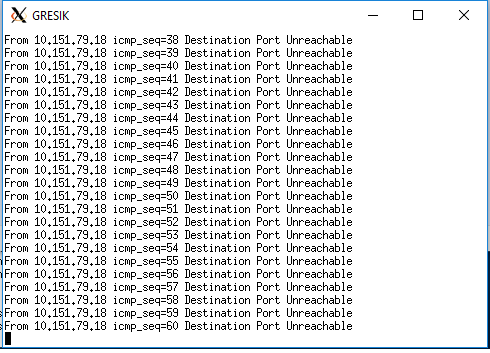 GRESIK
From 10.151.79.18 icmp_seq=38 Destination Port Unreachable
From 10.151.79.18 icmp_seq=39 Destination Port Unreachable
From 10.151.79.18 icmp_seq=40 Destination Port Unreachable
From 10.151.79.18 icmp_seq=41 Destination Port Unreachable
From 10.151.79.18 icmp_seq=42 Destination Port Unreachable
From 10.151.79.18 icmp_seq=43 Destination Port Unreachable
From 10.151.79.18 icmp_seq=44 Destination Port Unreachable
From 10.151.79.18 icmp_seq=45 Destination Port Unreachable
From 10.151.79.18 icmp_seq=46 Destination Port Unreachable
From 10.151.79.18 icmp_seq=47 Destination Port Unreachable
From 10.151.79.18 icmp_seq=48 Destination Port Unreachable
From 10.151.79.18 icmp_seq=49 Destination Port Unreachable
From 10.151.79.18 icmp_seq=50 Destination Port Unreachable
From 10.151.79.18 icmp_seq=51 Destination Port Unreachable
From 10.151.79.18 icmp_seq=52 Destination Port Unreachable
From 10.151.79.18 icmp_seq=53 Destination Port Unreachable
From 10.151.79.18 icmp_seq=54 Destination Port Unreachable
From 10.151.79.18 icmp_seq=55 Destination Port Unreachable
From 10.151.79.18 icmp_seq=56 Destination Port Unreachable
From 10.151.79.18 icmp_seq=57 Destination Port Unreachable
From 10.151.79.18 icmp_seq=58 Destination Port Unreachable
From 10.151.79.18 icmp_seq=59 Destination Port Unreachable
From 10.151.79.18 icmp_seq=60 Destination Port Unreachable